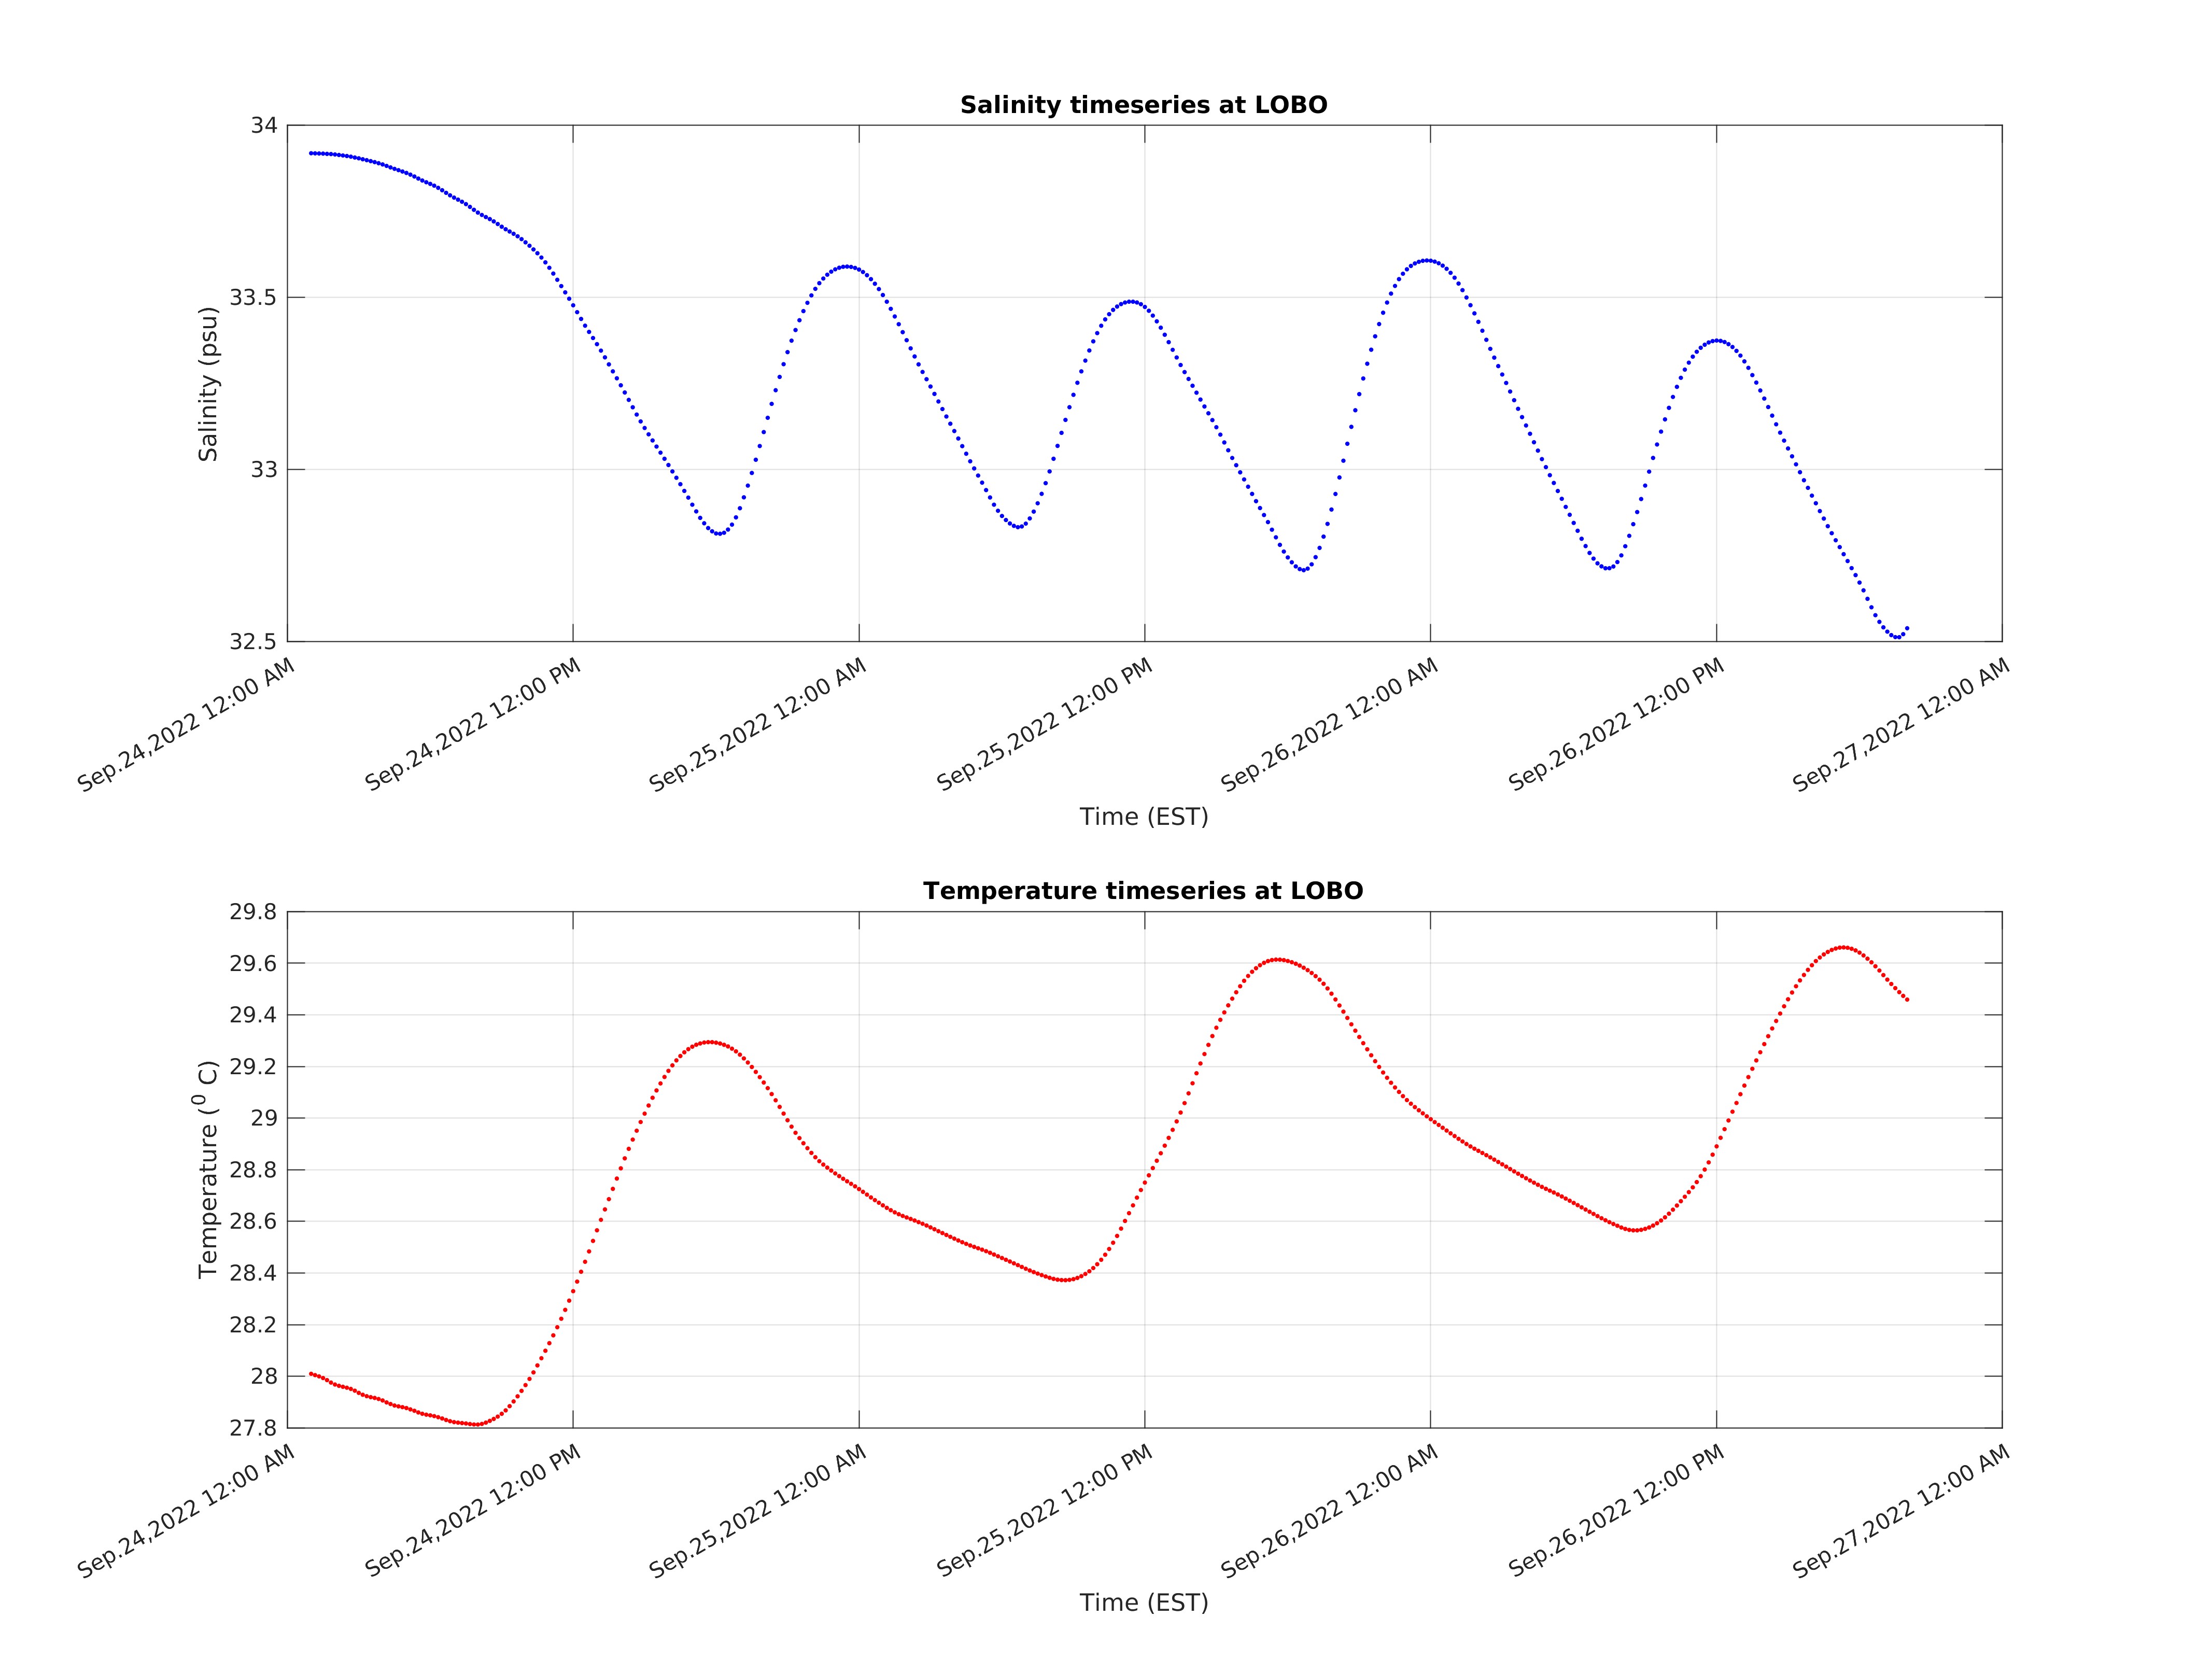 Salinity timeseries at LOBO
34
33.5
33
32.5
Salinity (psu)
Sep.24,2022 12:00 AM
Sep.24,2022 12:00 PM
Sep.25,2022 12:00 AM
Sep.25,2022 12:00 PM
Sep.26,2022 12:00 AM
Sep.26,2022 12:00 PM
Sep.27,2022 12:00 AM
Time (EST)
Temperature timeseries at LOBO
29.8
29.6
29.4
29.2
29
28.8
28.6
28.4
28.2
28
27.8
Temperature (⁰ C)
Sep.24,2022 12:00 AM
Sep.24,2022 12:00 PM
Sep.25,2022 12:00 AM
Sep.25,2022 12:00 PM
Sep.26,2022 12:00 AM
Sep.26,2022 12:00 PM
Sep.27,2022 12:00 AM
Time (EST)